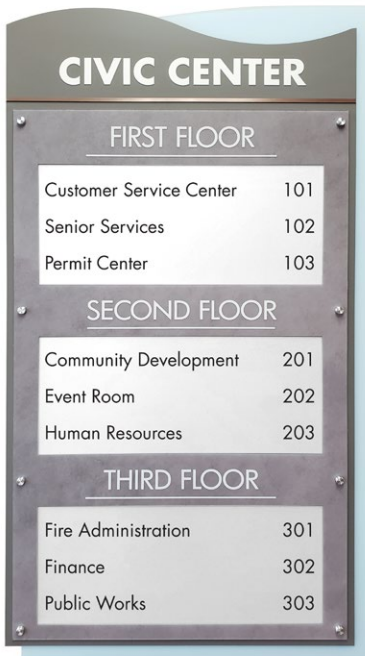 CIVIC CENTER
FIRST FLOOR
Customer Service Center 101
Senior Services 102
Permit Center 103
SECOND FLOOR
Community Development 201
Event Room 202
Human Resources 203
THIRD FLOOR
Fire Administration 301
Finance 302
Public Works 303